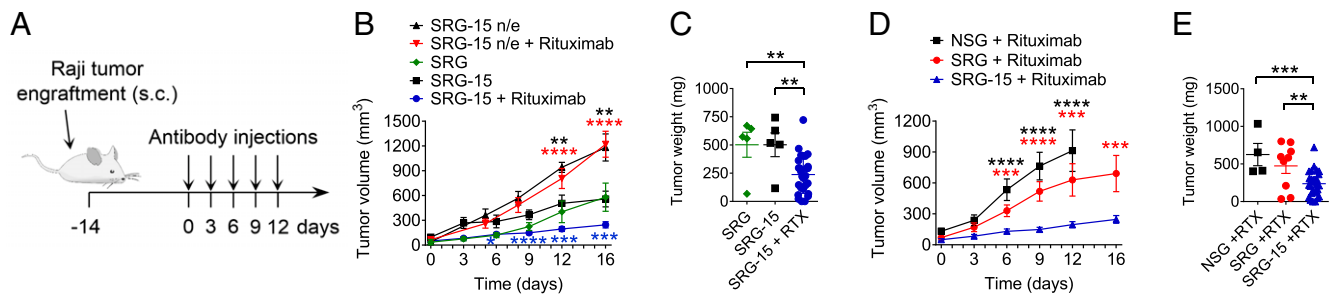 A
Raji tumor
engraftment (s.c.)
Antibody injections
-14
0 3 6 9 12 days
B
SRG-15 n/e
SRG-15 n/e + Rituximab
SRG
SRG-15
SRG-15 + Rituximab
Tumor volume (mm³)
1500
1200
900
600
300
0
**
****
**
****
* **** *** ***
0 3 6 9 12 16
Time (days)
C
**
**
Tumor weight (mg)
1000
750
500
250
0
SRG
SRG-15
SRG-15 + RTX
D
NSG + Rituximab
SRG + Rituximab
SRG-15 + Rituximab
Tumor volume (mm³)
1200
900
600
300
0
****
***
****
***
****
***
***
0 3 6 9 12 16
Time (days)
E
***
**
Tumor weight (mg)
1500
1000
500
0
NSG +RTX
SRG +RTX
SRG-15 +RTX